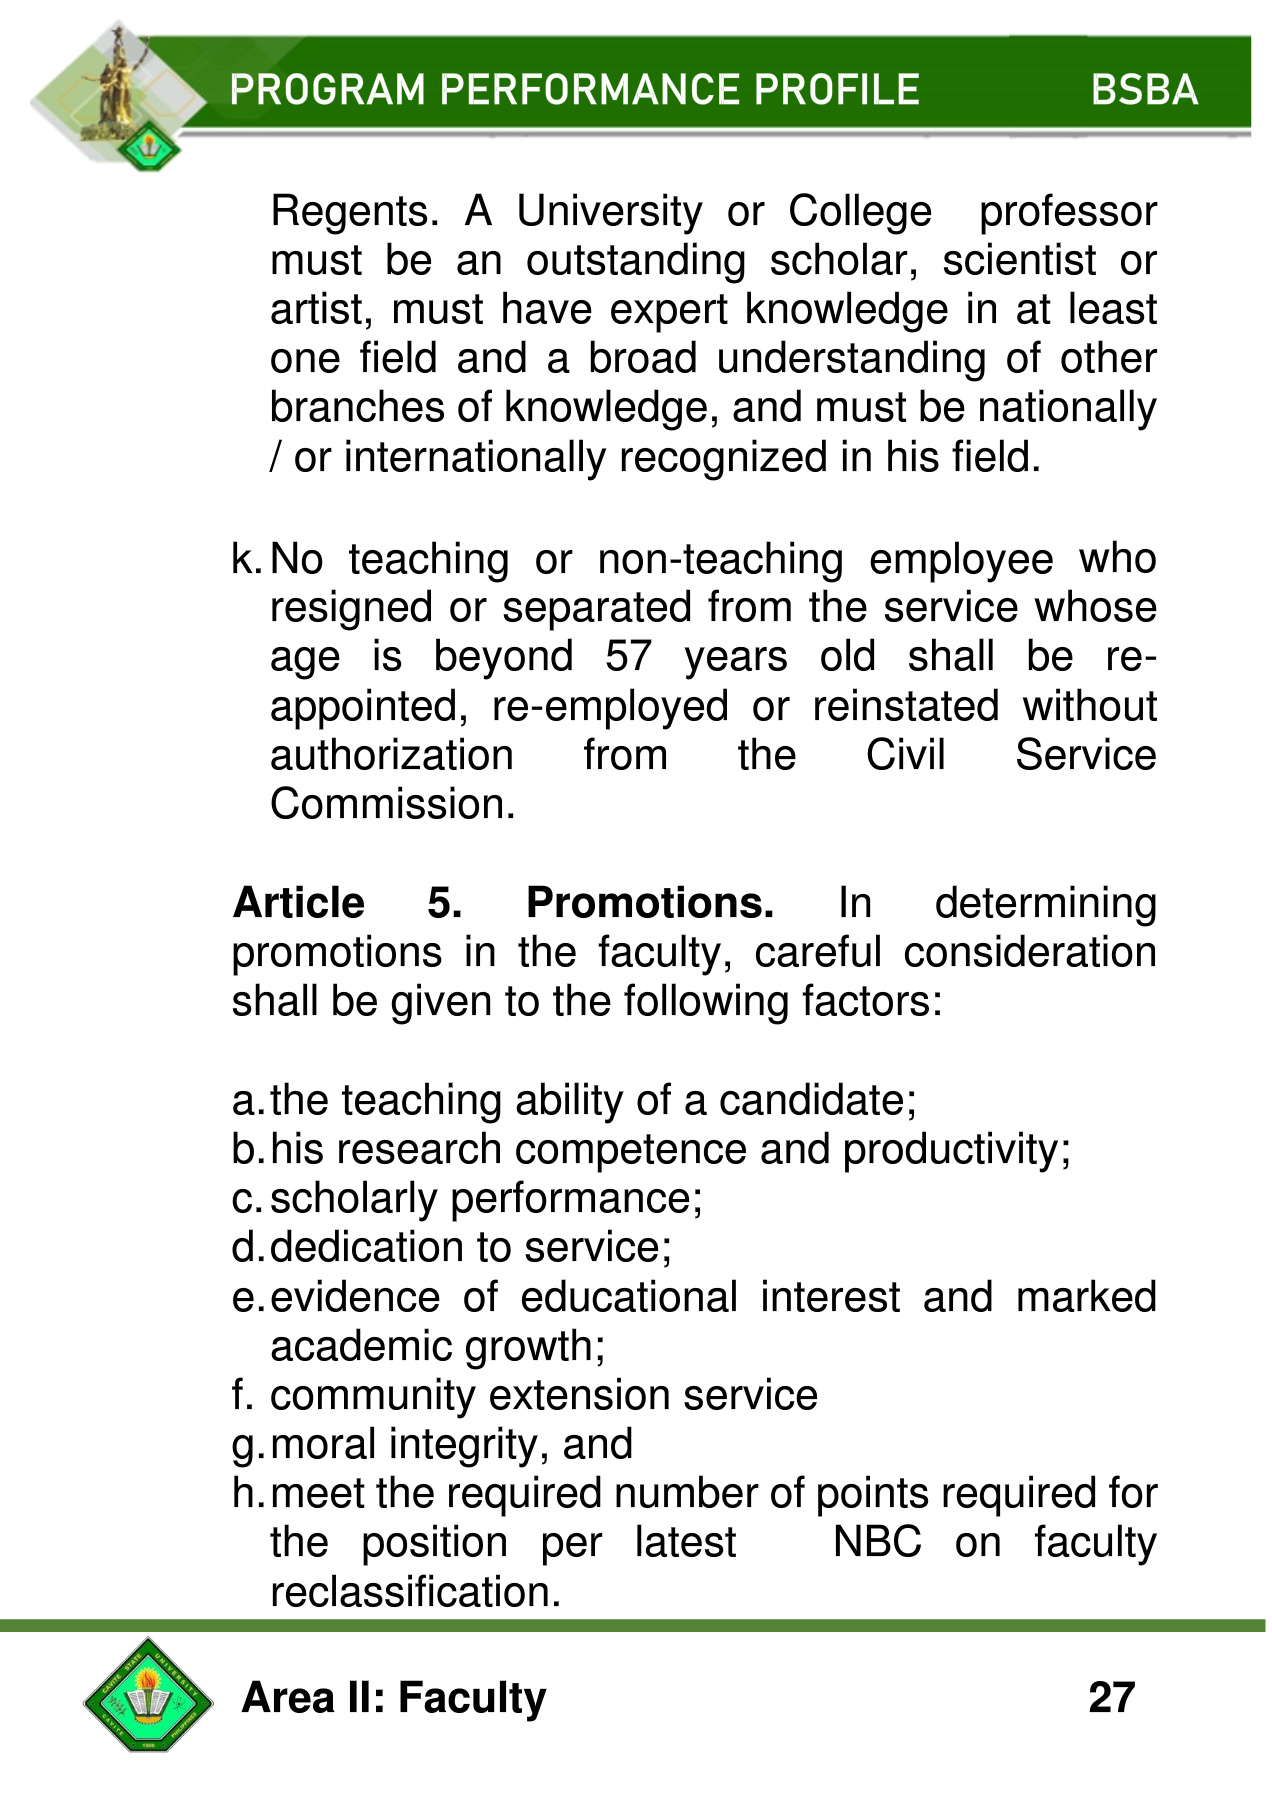 PROGRAM PERFORMANCE PROFILE BSBA
Regents. A University or College professor
must be an outstanding scholar, scientist or
artist, must have expert knowledge in at least
one field and a broad understanding of other
branches of knowledge, and must be nationally
/ or internationally recognized in his field.
k. No teaching or non-teaching employee who
resigned or separated from the service whose
age is beyond 57 years old shall be re-
appointed, re-employed or reinstated without
authorization from the Civil Service
Commission.
Article 5. Promotions. In determining
promotions in the faculty, careful consideration
shall be given to the following factors:
a. the teaching ability of a candidate;
b. his research competence and productivity;
c. scholarly performance;
d. dedication to service;
e. evidence of educational interest and marked
academic growth;
f. community extension service
g. moral integrity, and
h. meet the required number of points required for
the position per latest NBC on faculty
reclassification.
CAVITE STATE UNIVERSITY
CAVITE 1906 PHILIPPINES
Area II: Faculty 27